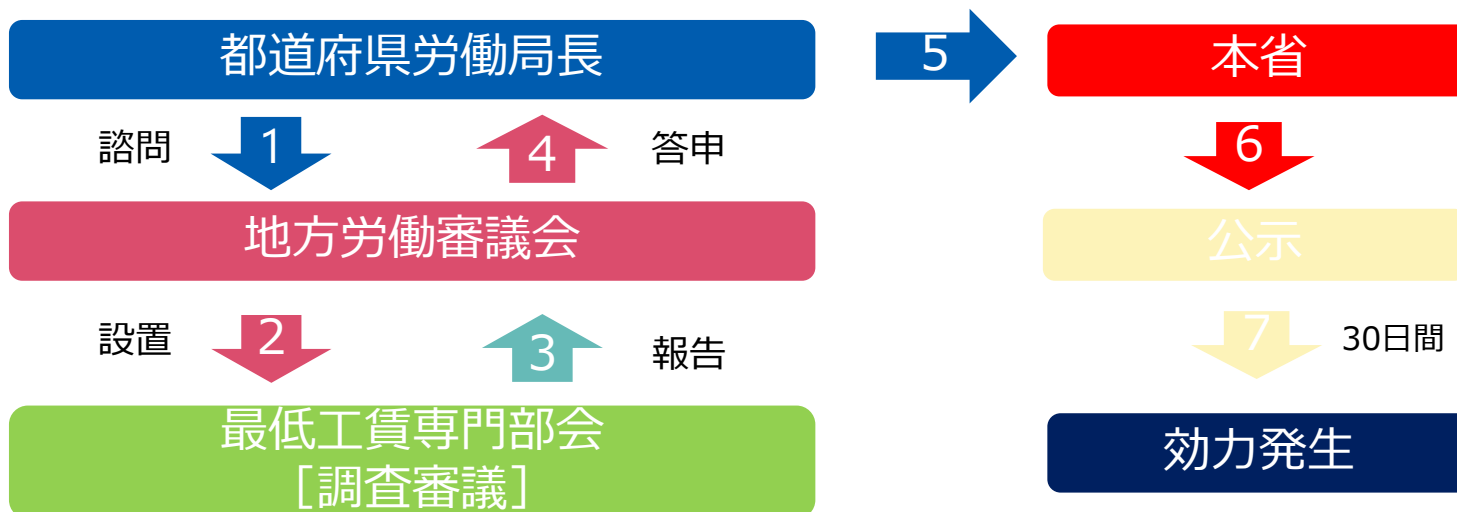 都道府県労働局長
5
本省
諮問
1
4
答申
6
地方労働審議会
公示
設置
2
3
報告
7
30日間
最低工賃専門部会
［調査審議］
効力発生